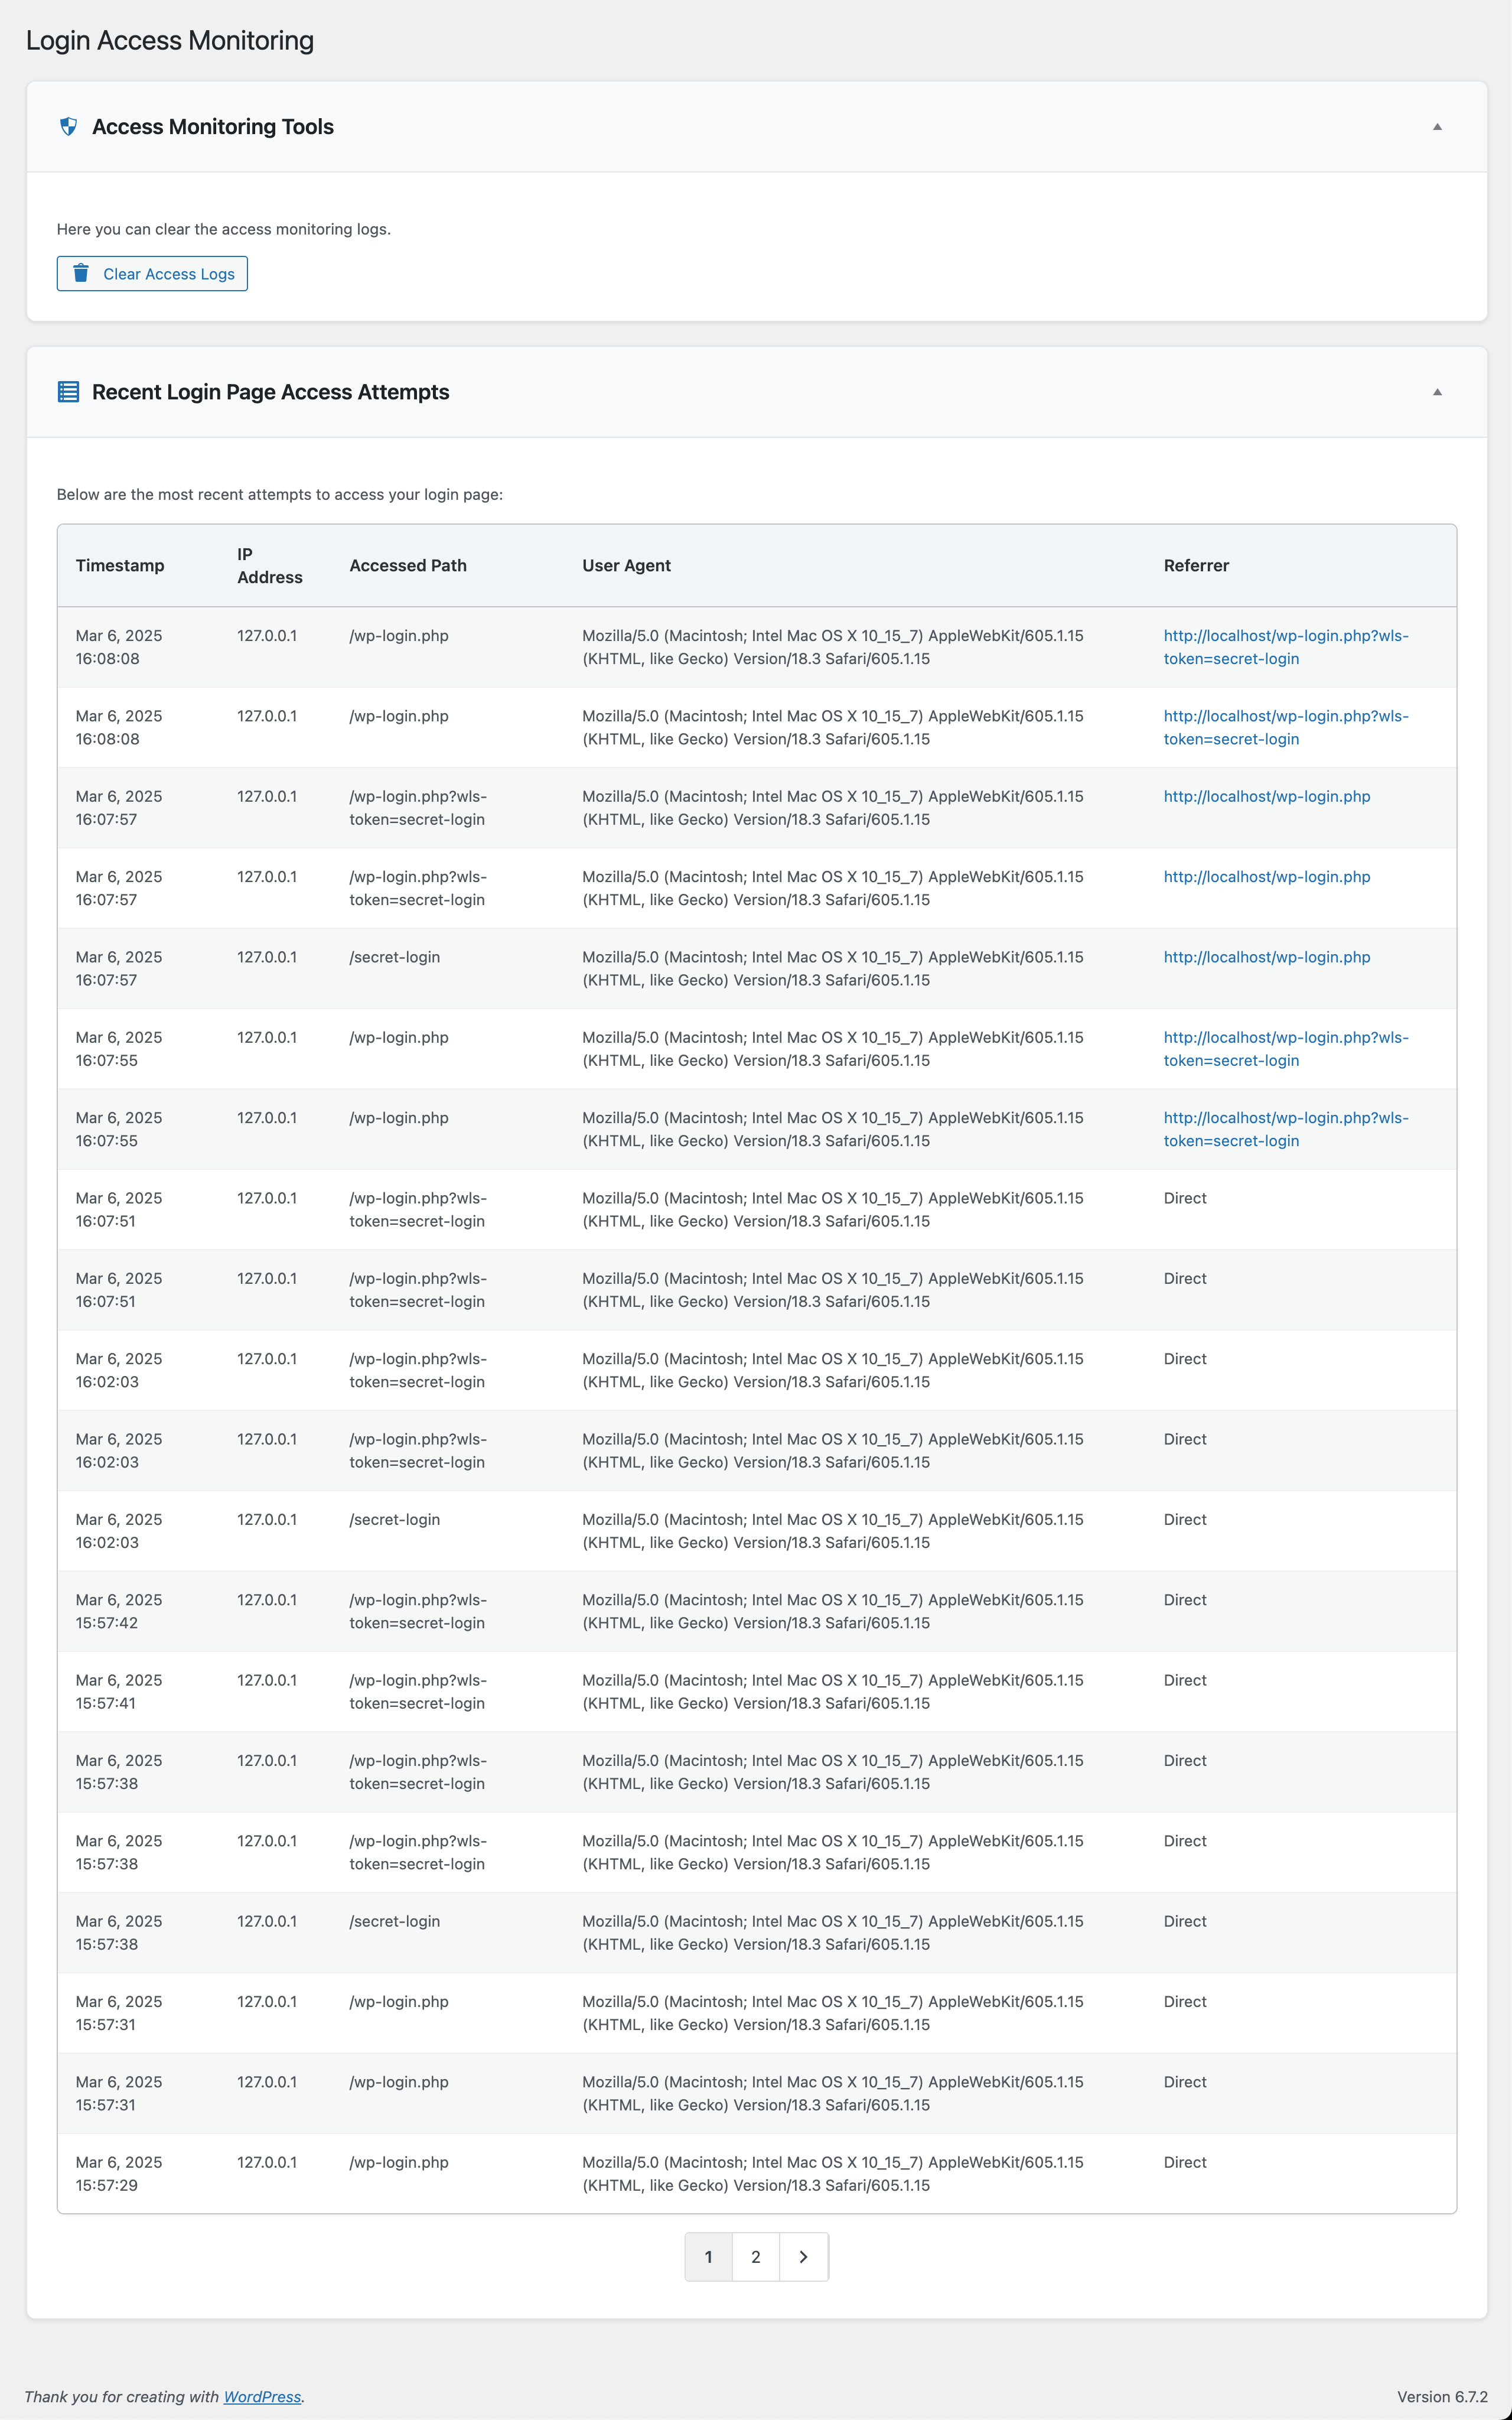 Login Access Monitoring
Access Monitoring Tools
Here you can clear the access monitoring logs.
Clear Access Logs
Recent Login Page Access Attempts
Below are the most recent attempts to access your login page:
Timestamp IP Address Accessed Path User Agent Referrer
Mar 6, 2025 16:08:08 127.0.0.1 /wp-login.php Mozilla/5.0 (Macintosh; Intel Mac OS X 10_15_7) AppleWebKit/605.1.15 (KHTML, like Gecko) Version/18.3 Safari/605.1.15 http://localhost/wp-login.php?wls-token=secret-login
Mar 6, 2025 16:08:08 127.0.0.1 /wp-login.php Mozilla/5.0 (Macintosh; Intel Mac OS X 10_15_7) AppleWebKit/605.1.15 (KHTML, like Gecko) Version/18.3 Safari/605.1.15 http://localhost/wp-login.php?wls-token=secret-login
Mar 6, 2025 16:07:57 127.0.0.1 /wp-login.php?wls-token=secret-login Mozilla/5.0 (Macintosh; Intel Mac OS X 10_15_7) AppleWebKit/605.1.15 (KHTML, like Gecko) Version/18.3 Safari/605.1.15 http://localhost/wp-login.php
Mar 6, 2025 16:07:57 127.0.0.1 /wp-login.php?wls-token=secret-login Mozilla/5.0 (Macintosh; Intel Mac OS X 10_15_7) AppleWebKit/605.1.15 (KHTML, like Gecko) Version/18.3 Safari/605.1.15 http://localhost/wp-login.php
Mar 6, 2025 16:07:57 127.0.0.1 /secret-login Mozilla/5.0 (Macintosh; Intel Mac OS X 10_15_7) AppleWebKit/605.1.15 (KHTML, like Gecko) Version/18.3 Safari/605.1.15 http://localhost/wp-login.php
Mar 6, 2025 16:07:55 127.0.0.1 /wp-login.php Mozilla/5.0 (Macintosh; Intel Mac OS X 10_15_7) AppleWebKit/605.1.15 (KHTML, like Gecko) Version/18.3 Safari/605.1.15 http://localhost/wp-login.php?wls-token=secret-login
Mar 6, 2025 16:07:55 127.0.0.1 /wp-login.php Mozilla/5.0 (Macintosh; Intel Mac OS X 10_15_7) AppleWebKit/605.1.15 (KHTML, like Gecko) Version/18.3 Safari/605.1.15 http://localhost/wp-login.php?wls-token=secret-login
Mar 6, 2025 16:07:51 127.0.0.1 /wp-login.php?wls-token=secret-login Mozilla/5.0 (Macintosh; Intel Mac OS X 10_15_7) AppleWebKit/605.1.15 (KHTML, like Gecko) Version/18.3 Safari/605.1.15 Direct
Mar 6, 2025 16:07:51 127.0.0.1 /wp-login.php?wls-token=secret-login Mozilla/5.0 (Macintosh; Intel Mac OS X 10_15_7) AppleWebKit/605.1.15 (KHTML, like Gecko) Version/18.3 Safari/605.1.15 Direct
Mar 6, 2025 16:02:03 127.0.0.1 /wp-login.php?wls-token=secret-login Mozilla/5.0 (Macintosh; Intel Mac OS X 10_15_7) AppleWebKit/605.1.15 (KHTML, like Gecko) Version/18.3 Safari/605.1.15 Direct
Mar 6, 2025 16:02:03 127.0.0.1 /wp-login.php?wls-token=secret-login Mozilla/5.0 (Macintosh; Intel Mac OS X 10_15_7) AppleWebKit/605.1.15 (KHTML, like Gecko) Version/18.3 Safari/605.1.15 Direct
Mar 6, 2025 16:02:03 127.0.0.1 /secret-login Mozilla/5.0 (Macintosh; Intel Mac OS X 10_15_7) AppleWebKit/605.1.15 (KHTML, like Gecko) Version/18.3 Safari/605.1.15 Direct
Mar 6, 2025 15:57:42 127.0.0.1 /wp-login.php?wls-token=secret-login Mozilla/5.0 (Macintosh; Intel Mac OS X 10_15_7) AppleWebKit/605.1.15 (KHTML, like Gecko) Version/18.3 Safari/605.1.15 Direct
Mar 6, 2025 15:57:41 127.0.0.1 /wp-login.php?wls-token=secret-login Mozilla/5.0 (Macintosh; Intel Mac OS X 10_15_7) AppleWebKit/605.1.15 (KHTML, like Gecko) Version/18.3 Safari/605.1.15 Direct
Mar 6, 2025 15:57:38 127.0.0.1 /wp-login.php?wls-token=secret-login Mozilla/5.0 (Macintosh; Intel Mac OS X 10_15_7) AppleWebKit/605.1.15 (KHTML, like Gecko) Version/18.3 Safari/605.1.15 Direct
Mar 6, 2025 15:57:38 127.0.0.1 /wp-login.php?wls-token=secret-login Mozilla/5.0 (Macintosh; Intel Mac OS X 10_15_7) AppleWebKit/605.1.15 (KHTML, like Gecko) Version/18.3 Safari/605.1.15 Direct
Mar 6, 2025 15:57:38 127.0.0.1 /secret-login Mozilla/5.0 (Macintosh; Intel Mac OS X 10_15_7) AppleWebKit/605.1.15 (KHTML, like Gecko) Version/18.3 Safari/605.1.15 Direct
Mar 6, 2025 15:57:31 127.0.0.1 /wp-login.php Mozilla/5.0 (Macintosh; Intel Mac OS X 10_15_7) AppleWebKit/605.1.15 (KHTML, like Gecko) Version/18.3 Safari/605.1.15 Direct
Mar 6, 2025 15:57:31 127.0.0.1 /wp-login.php Mozilla/5.0 (Macintosh; Intel Mac OS X 10_15_7) AppleWebKit/605.1.15 (KHTML, like Gecko) Version/18.3 Safari/605.1.15 Direct
Mar 6, 2025 15:57:29 127.0.0.1 /wp-login.php Mozilla/5.0 (Macintosh; Intel Mac OS X 10_15_7) AppleWebKit/605.1.15 (KHTML, like Gecko) Version/18.3 Safari/605.1.15 Direct
1 2
Thank you for creating with WordPress. Version 6.7.2